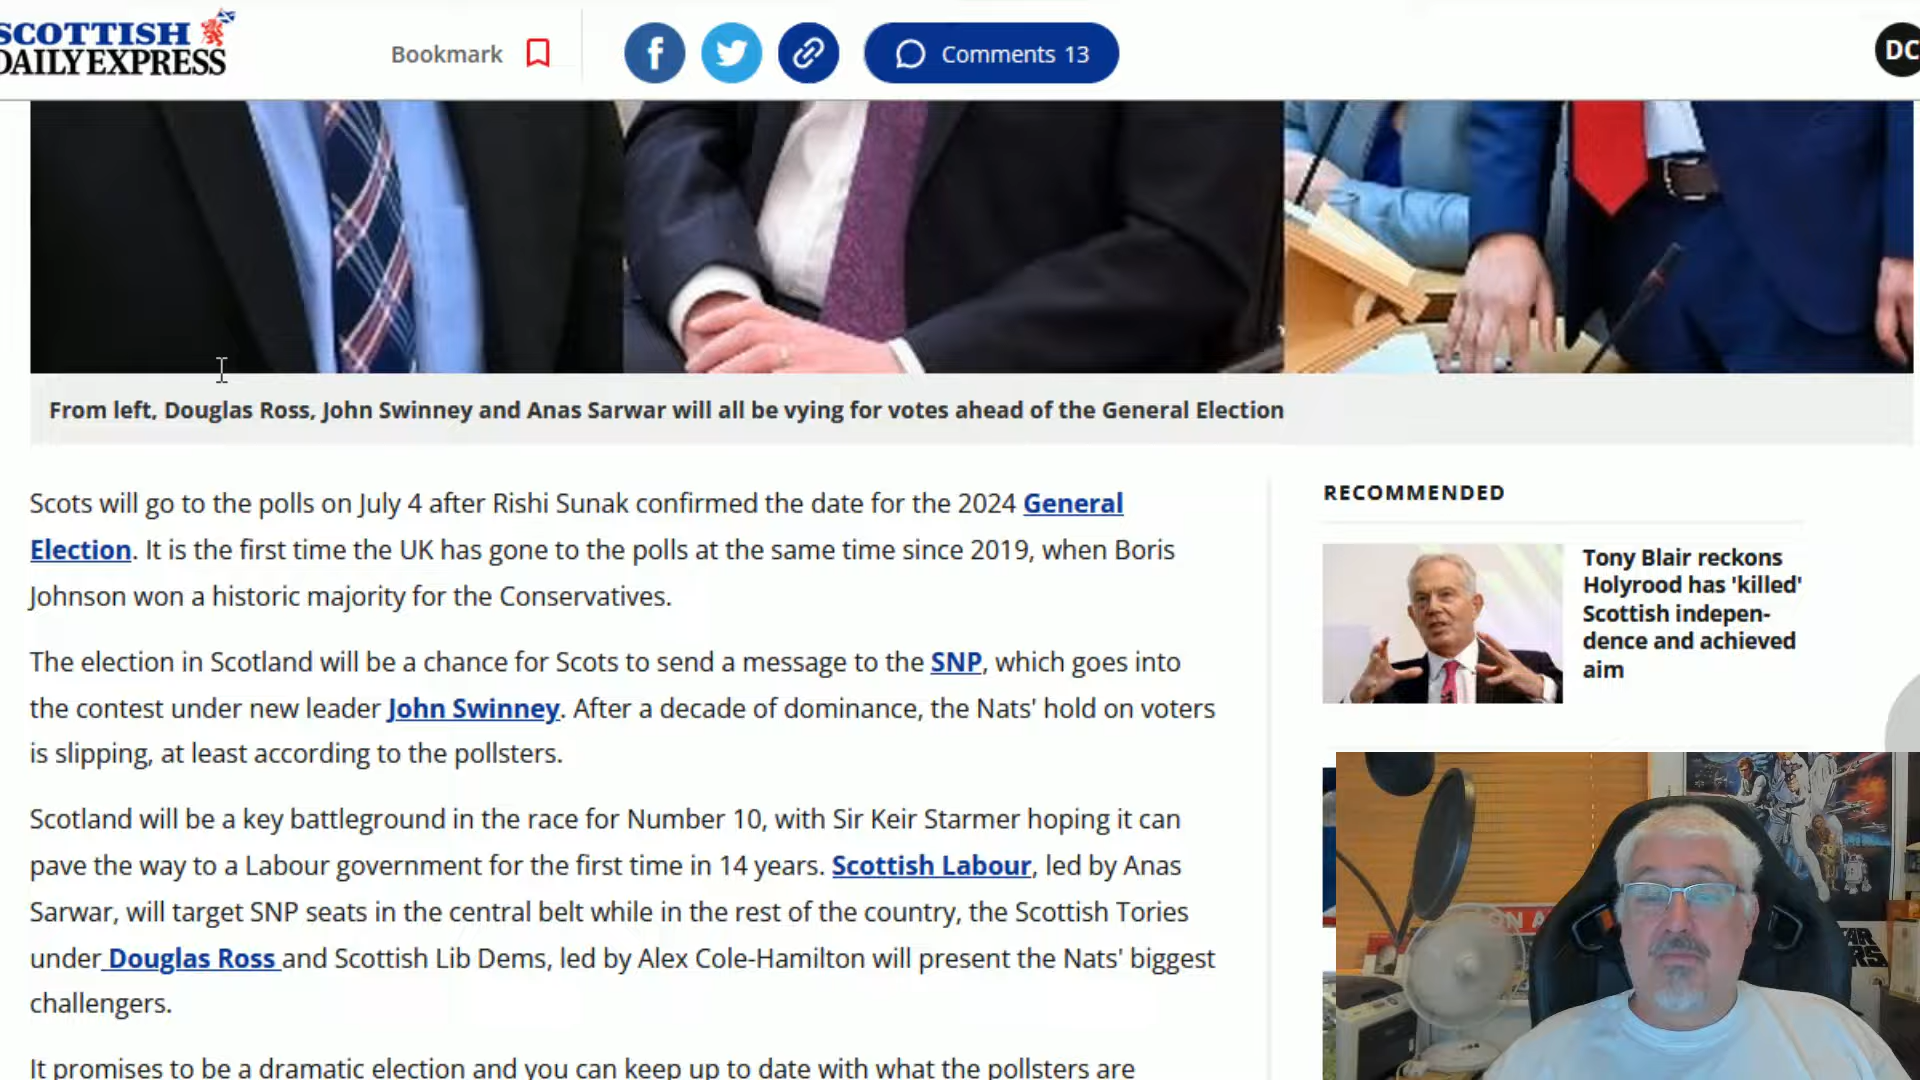 SCOTTISH
DAILY EXPRESS
Bookmark
Comments 13
DC
From left, Douglas Ross, John Swinney and Anas Sarwar will all be vying for votes ahead of the General Election
Scots will go to the polls on July 4 after Rishi Sunak confirmed the date for the 2024 General
Election. It is the first time the UK has gone to the polls at the same time since 2019, when Boris
Johnson won a historic majority for the Conservatives.
The election in Scotland will be a chance for Scots to send a message to the SNP, which goes into
the contest under new leader John Swinney. After a decade of dominance, the Nats' hold on voters
is slipping, at least according to the pollsters.
Scotland will be a key battleground in the race for Number 10, with Sir Keir Starmer hoping it can
pave the way to a Labour government for the first time in 14 years. Scottish Labour, led by Anas
Sarwar, will target SNP seats in the central belt while in the rest of the country, the Scottish Tories
under Douglas Ross and Scottish Lib Dems, led by Alex Cole-Hamilton will present the Nats' biggest
challengers.
It promises to be a dramatic election and you can keep up to date with what the pollsters are
RECOMMENDED
Tony Blair reckons
Holyrood has 'killed'
Scottish indepen-
dence and achieved
aim